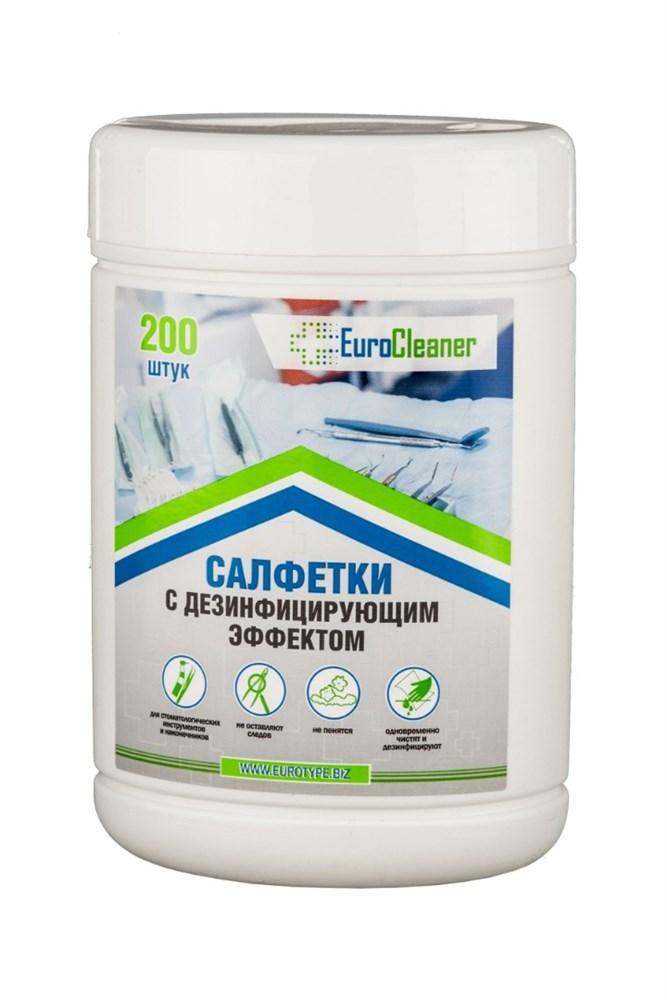 200
штук
EuroCleaner
САЛФЕТКИ
С ДЕЗИНФИЦИРУЮЩИМ
ЭФФЕКТОМ
для стоматологических
инструментов
и наконечников
не оставляют
следов
не пенятся
одновременно
чистят и
дезинфицируют
WWW.EUROTYPE.BIZ